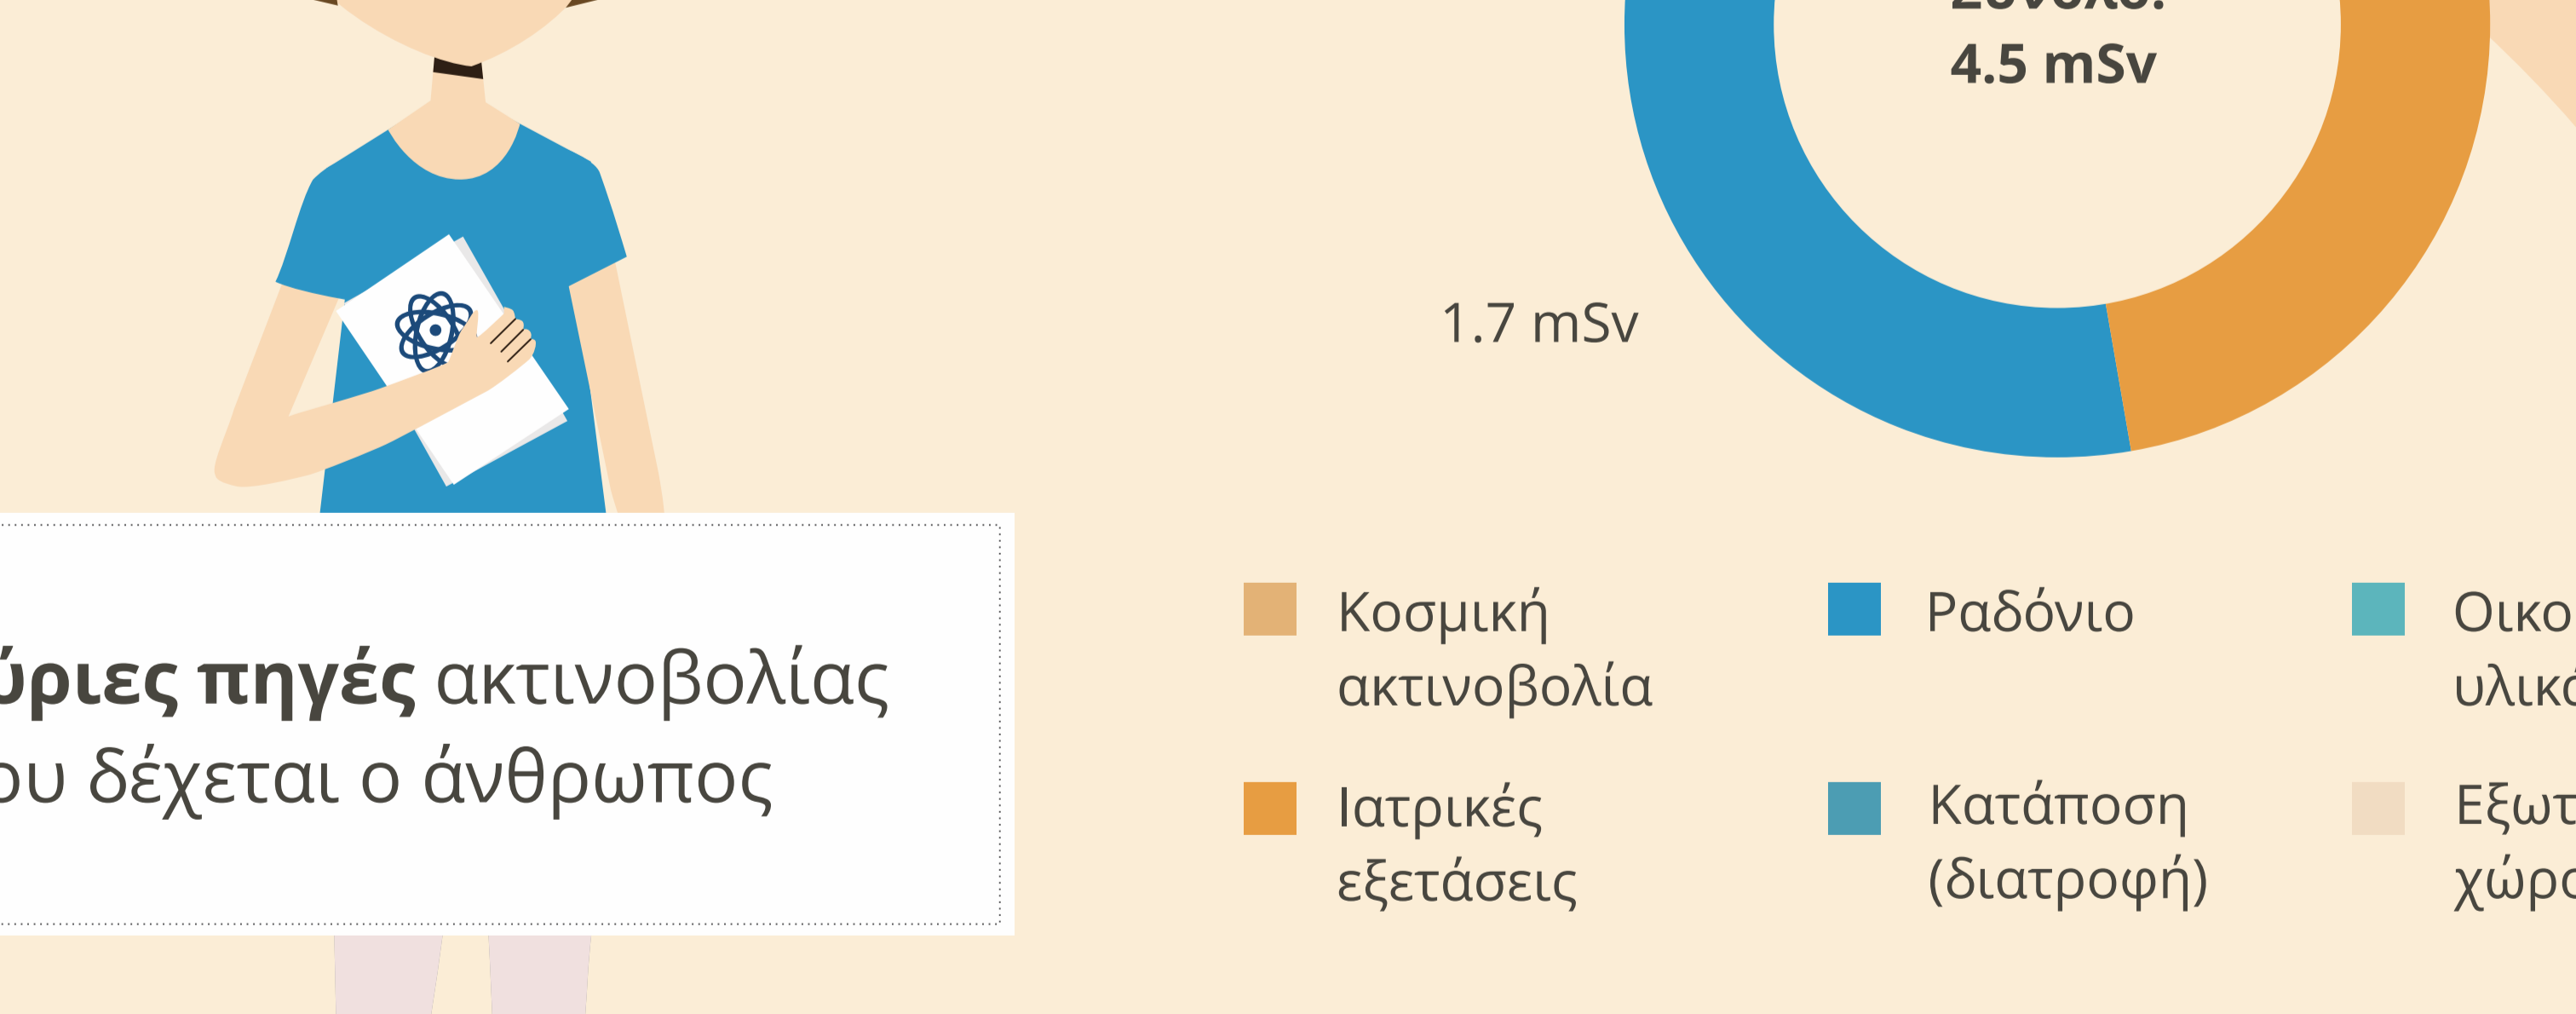 4.5 mSv
1.7 mSv
πηγές ακτινοβολίας
δέχεται ο άνθρωπος
Κοσμική
ακτινοβολία
Ραδόνιο
Ιατρικές
εξετάσεις
Κατάποση
(διατροφή)